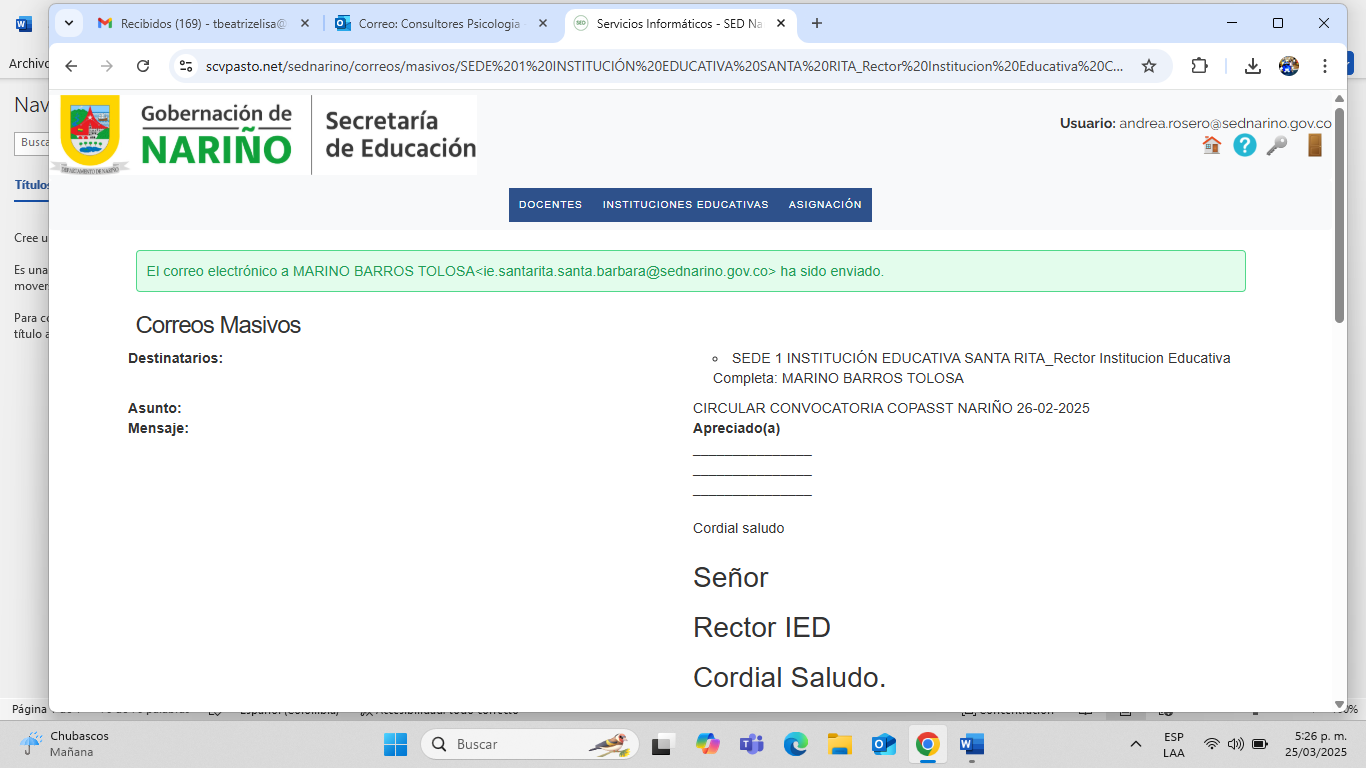 Recibidos (169) - tbeatrizelisa@
Correo: Consultores Psicologia
Servicios Informáticos - SED Na
scvpasto.net/sednarino/correos/masivos/SEDE%201%20INSTITUCIÓN%20EDUCATIVA%20SANTA%20RITA_Rector%20Institucion%20Educativa%20C...
Archivo
Nav
Busca
Títulos
Cree u
Es una
mover
Para co
título a
Gobernación de
NARIÑO
Secretaría
de Educación
Usuario: andrea.rosero@sednarino.gov.co
DOCENTES INSTITUCIONES EDUCATIVAS ASIGNACIÓN
El correo electrónico a MARINO BARROS TOLOSA<ie.santarita.santa.barbara@sednarino.gov.co> ha sido enviado.
Correos Masivos
Destinatarios:
SEDE 1 INSTITUCIÓN EDUCATIVA SANTA RITA_Rector Institucion Educativa
Completa: MARINO BARROS TOLOSA
Asunto: CIRCULAR CONVOCATORIA COPASST NARIÑO 26-02-2025
Mensaje: Apreciado(a)
_______________
_______________
_______________
Cordial saludo
Señor
Rector IED
Cordial Saludo.
Página
Chubascos
Mañana
Buscar
ESP
LAA
5:26 p. m.
25/03/2025